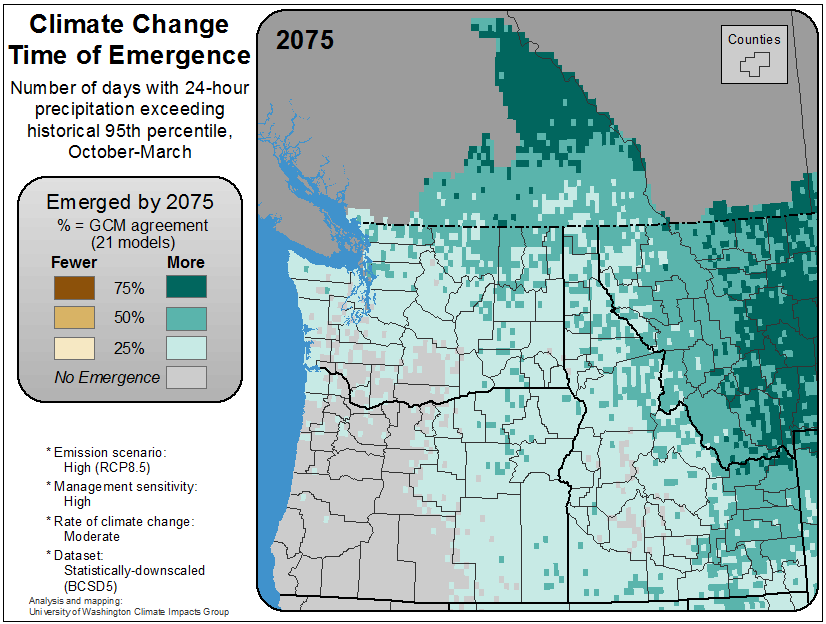 Climate Change
Time of Emergence
Number of days with 24-hour
precipitation exceeding
historical 95th percentile,
October-March
Emerged by 2075
% = GCM agreement
(21 models)
Fewer More
75%
50%
25%
No Emergence
* Emission scenario:
High (RCP8.5)
* Management sensitivity:
High
* Rate of climate change:
Moderate
* Dataset:
Statistically-downscaled
(BCSD5)
Analysis and mapping:
University of Washington Climate Impacts Group
2075
Counties